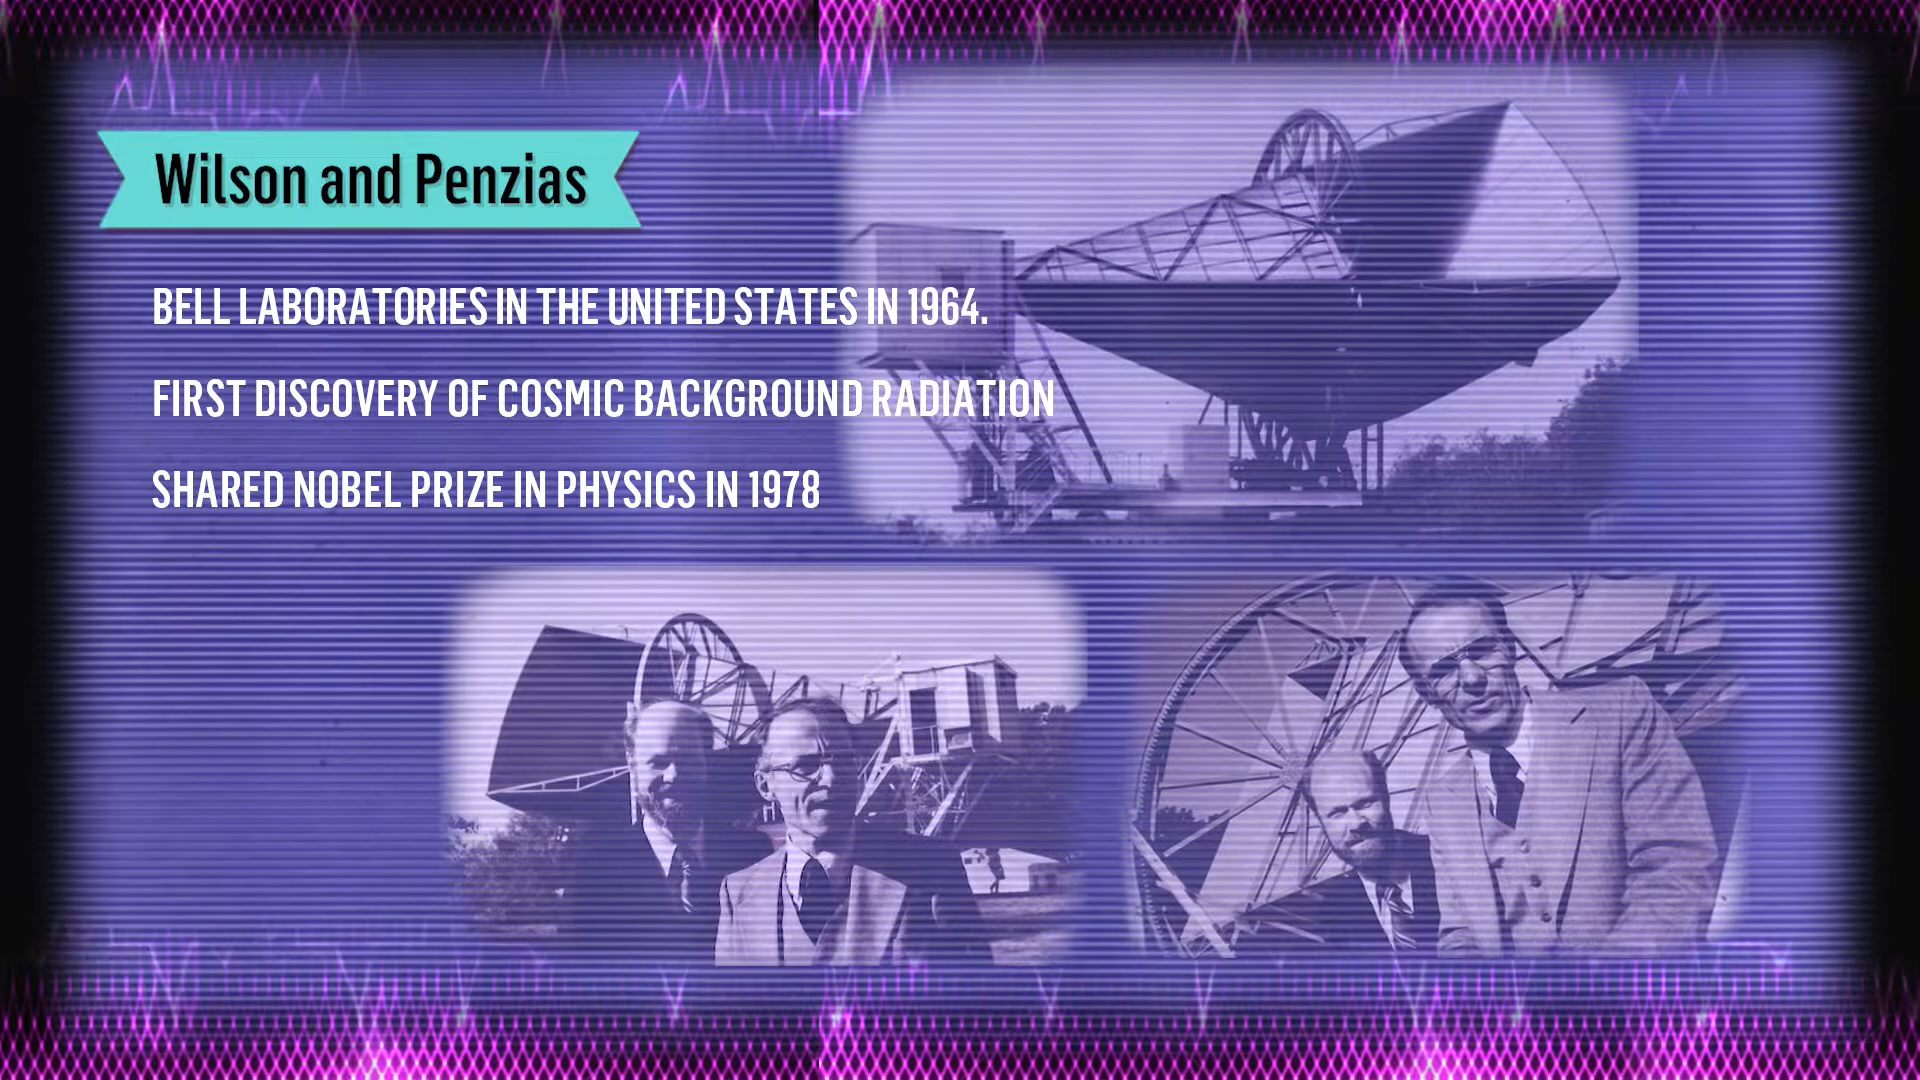 Wilson and Penzias
BELL LABORATORIES IN THE UNITED STATES IN 1964.
FIRST DISCOVERY OF COSMIC BACKGROUND RADIATION
SHARED NOBEL PRIZE IN PHYSICS IN 1978